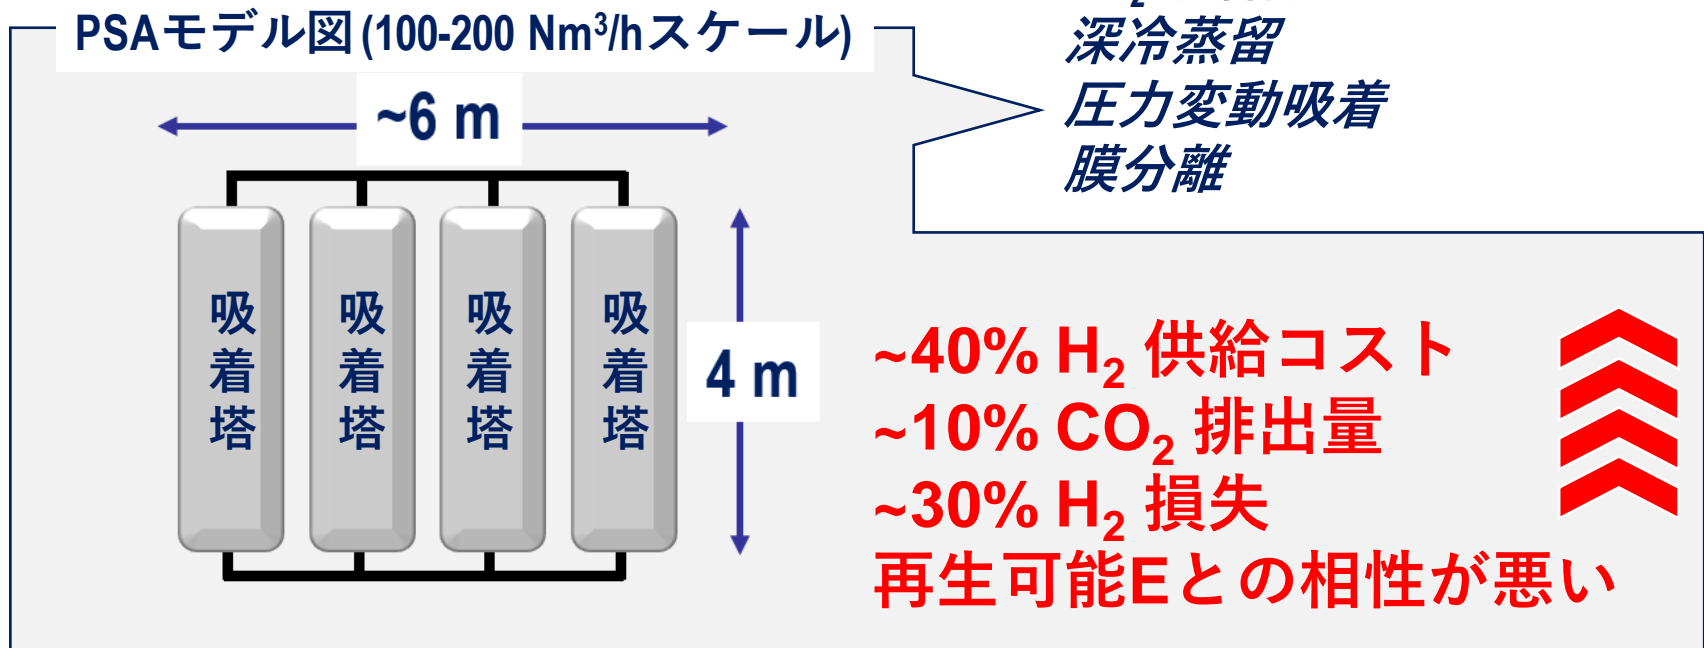 PSAモデル図 (100-200 Nm³/hスケール)
深冷蒸留
圧力変動吸着
膜分離
~6 m
吸着塔
吸着塔
吸着塔
吸着塔
4 m
~40% H₂ 供給コスト
~10% CO₂ 排出量
~30% H₂ 損失
再生可能Eとの相性が悪い